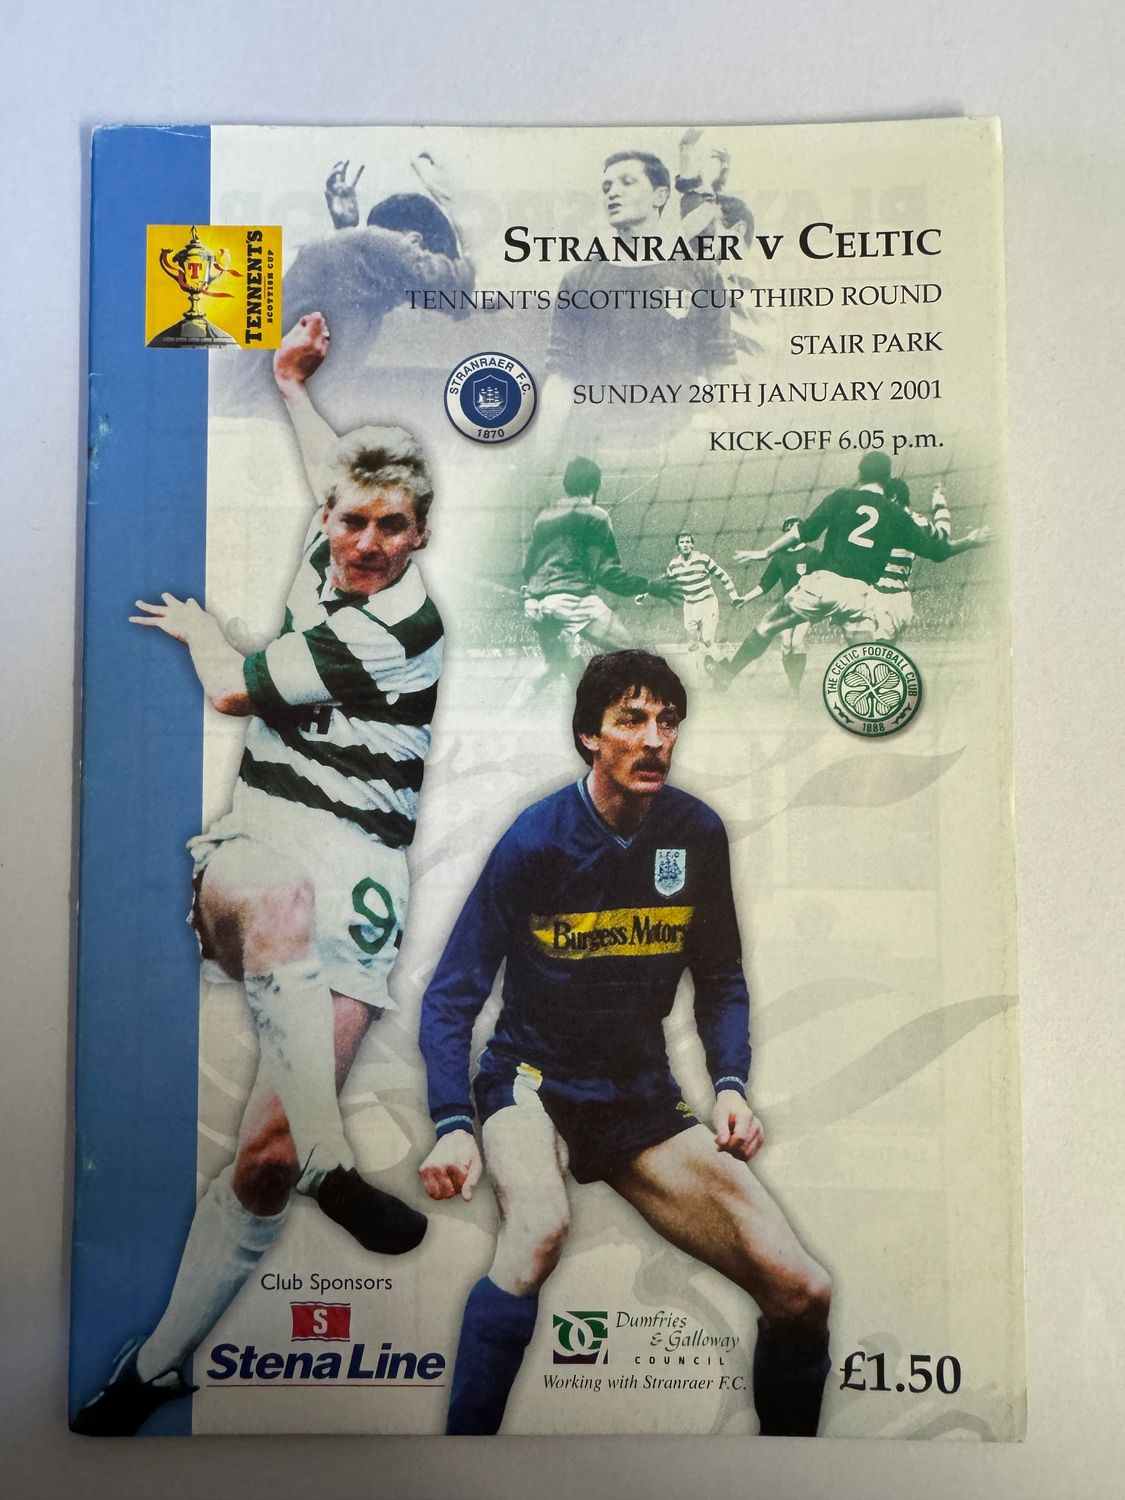 STRANRAER V CELTIC
TENNENT'S SCOTTISH CUP THIRD ROUND
STAIR PARK
SUNDAY 28TH JANUARY 2001
KICK-OFF 6.05 p.m.
T
TENNENT'S
SCOTTISH CUP
STRANRAER F.C.
1870
2
THE CELTIC FOOTBALL CLUB
1888
S.F.C
Burgess Motors
9
Club Sponsors
S
Stena Line
Dumfries
& Galloway
COUNCIL
Working with Stranraer F.C.
£1.50